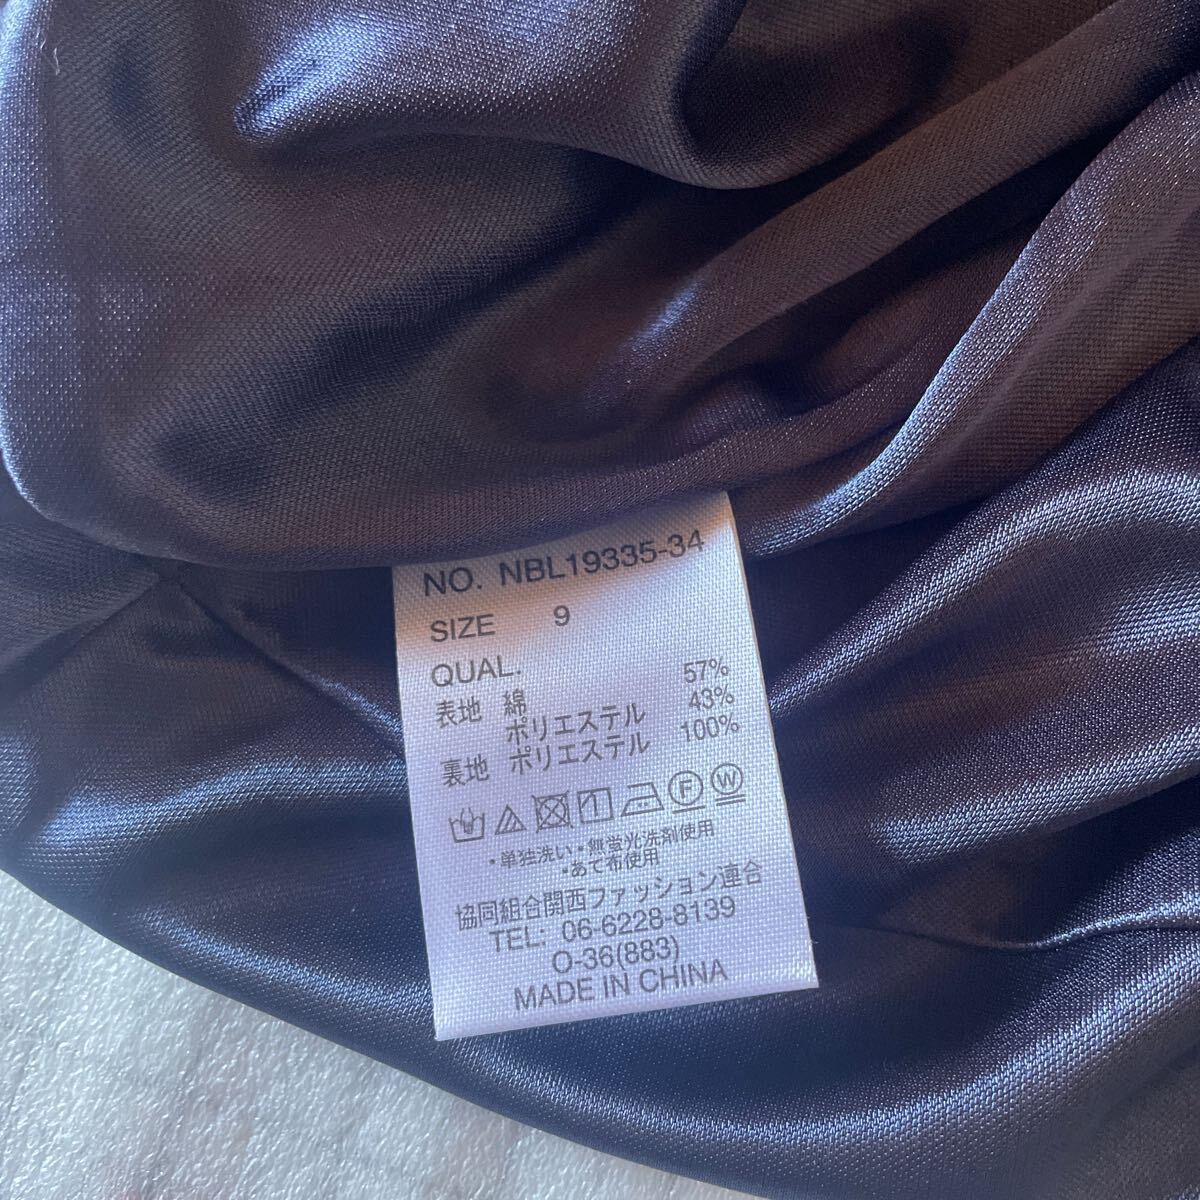 NO. NBL19335-34
SIZE 9
QUAL.
表地 綿 57%
ポリエステル 43%
裏地 ポリエステル 100%
F W
・単独洗い・無蛍光洗剤使用
・あて布使用
協同組合関西ファッション連合
TEL: 06-6228-8139
O-36(883)
MADE IN CHINA